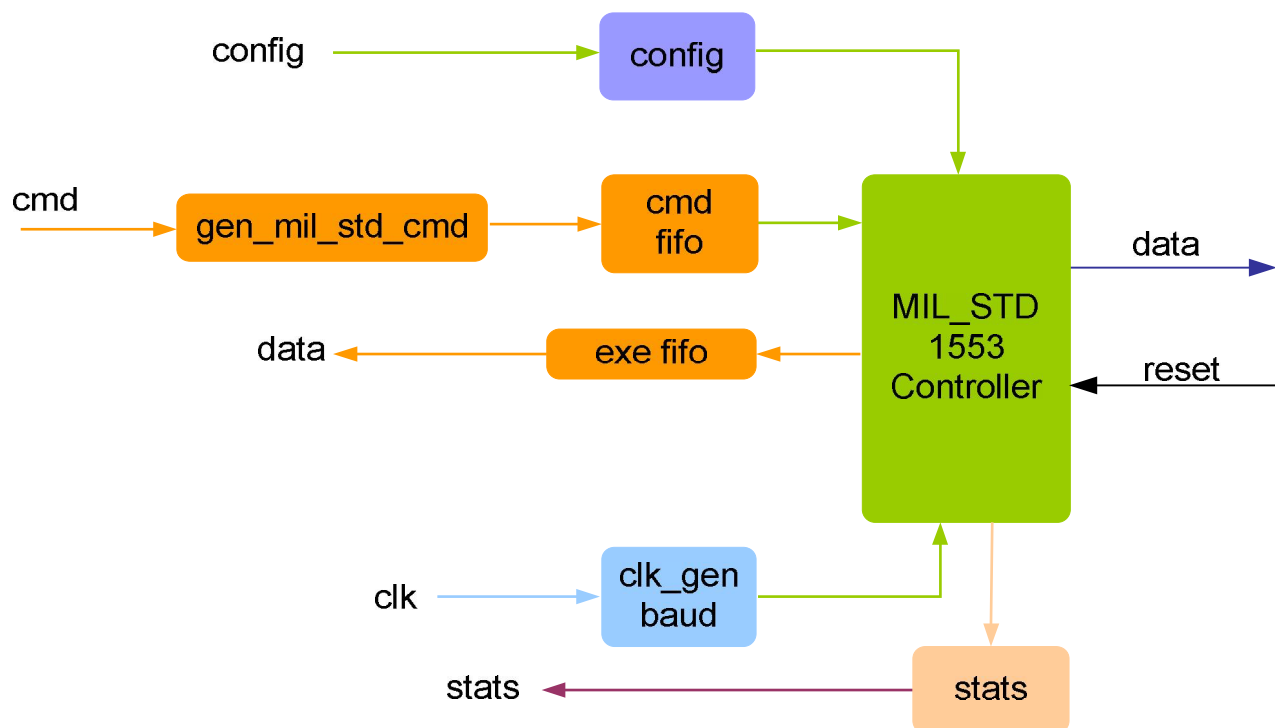 config
config
cmd
gen_mil_std_cmd
cmd
fifo
data
exe fifo
MIL_STD
1553
Controller
data
reset
clk
clk_gen
baud
stats
stats